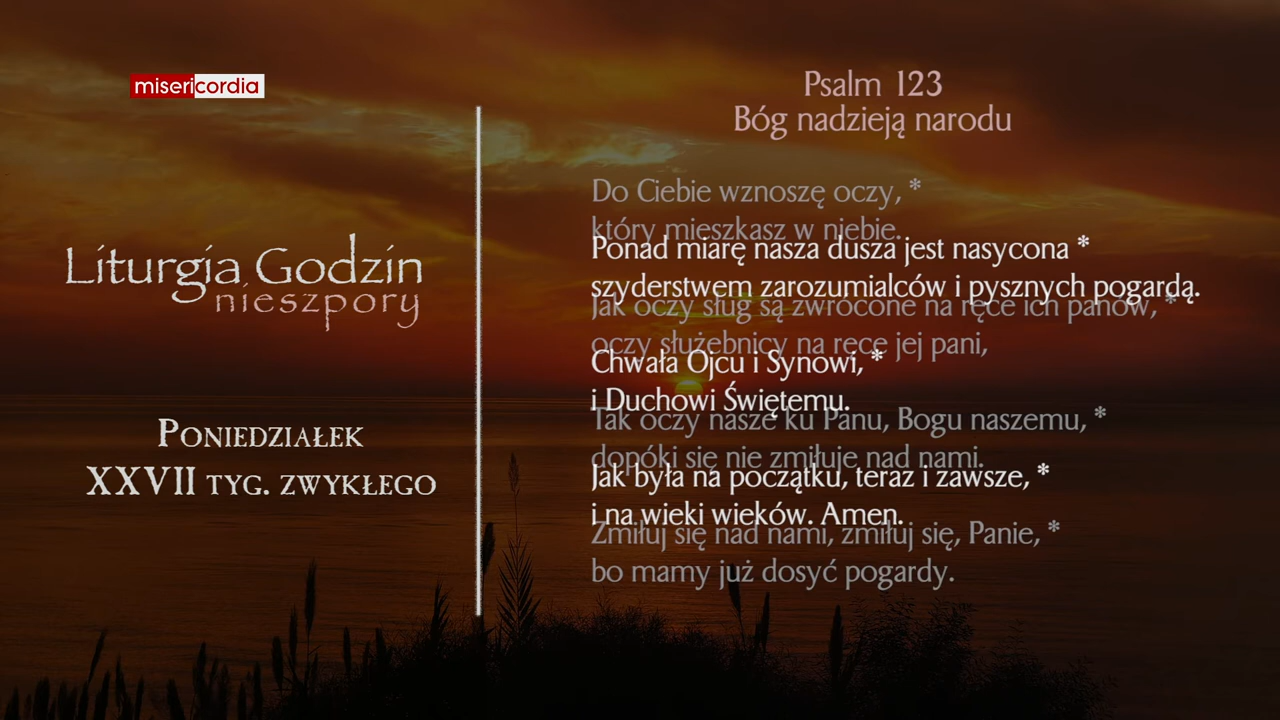 misericordia
Liturgia Godzin
nieszpory
Poniedziałek
XXVII tyg. zwykłego
Psalm 123
Bóg nadzieją narodu
Do Ciebie wznoszę oczy, *
który mieszkasz w niebie.
Ponad miarę nasza dusza jest nasycona *
szyderstwem zarozumialców i pysznych pogardą.
Jak oczy sług są zwrócone na ręce ich panów, *
oczy służebnicy na ręce jej pani,
Chwała Ojcu i Synowi, *
i Duchowi Świętemu.
Tak oczy nasze ku Panu, Bogu naszemu, *
dopóki się nie zmiłuje nad nami.
Jak była na początku, teraz i zawsze, *
i na wieki wieków. Amen.
Zmiłuj się nad nami, zmiłuj się, Panie, *
bo mamy już dosyć pogardy.